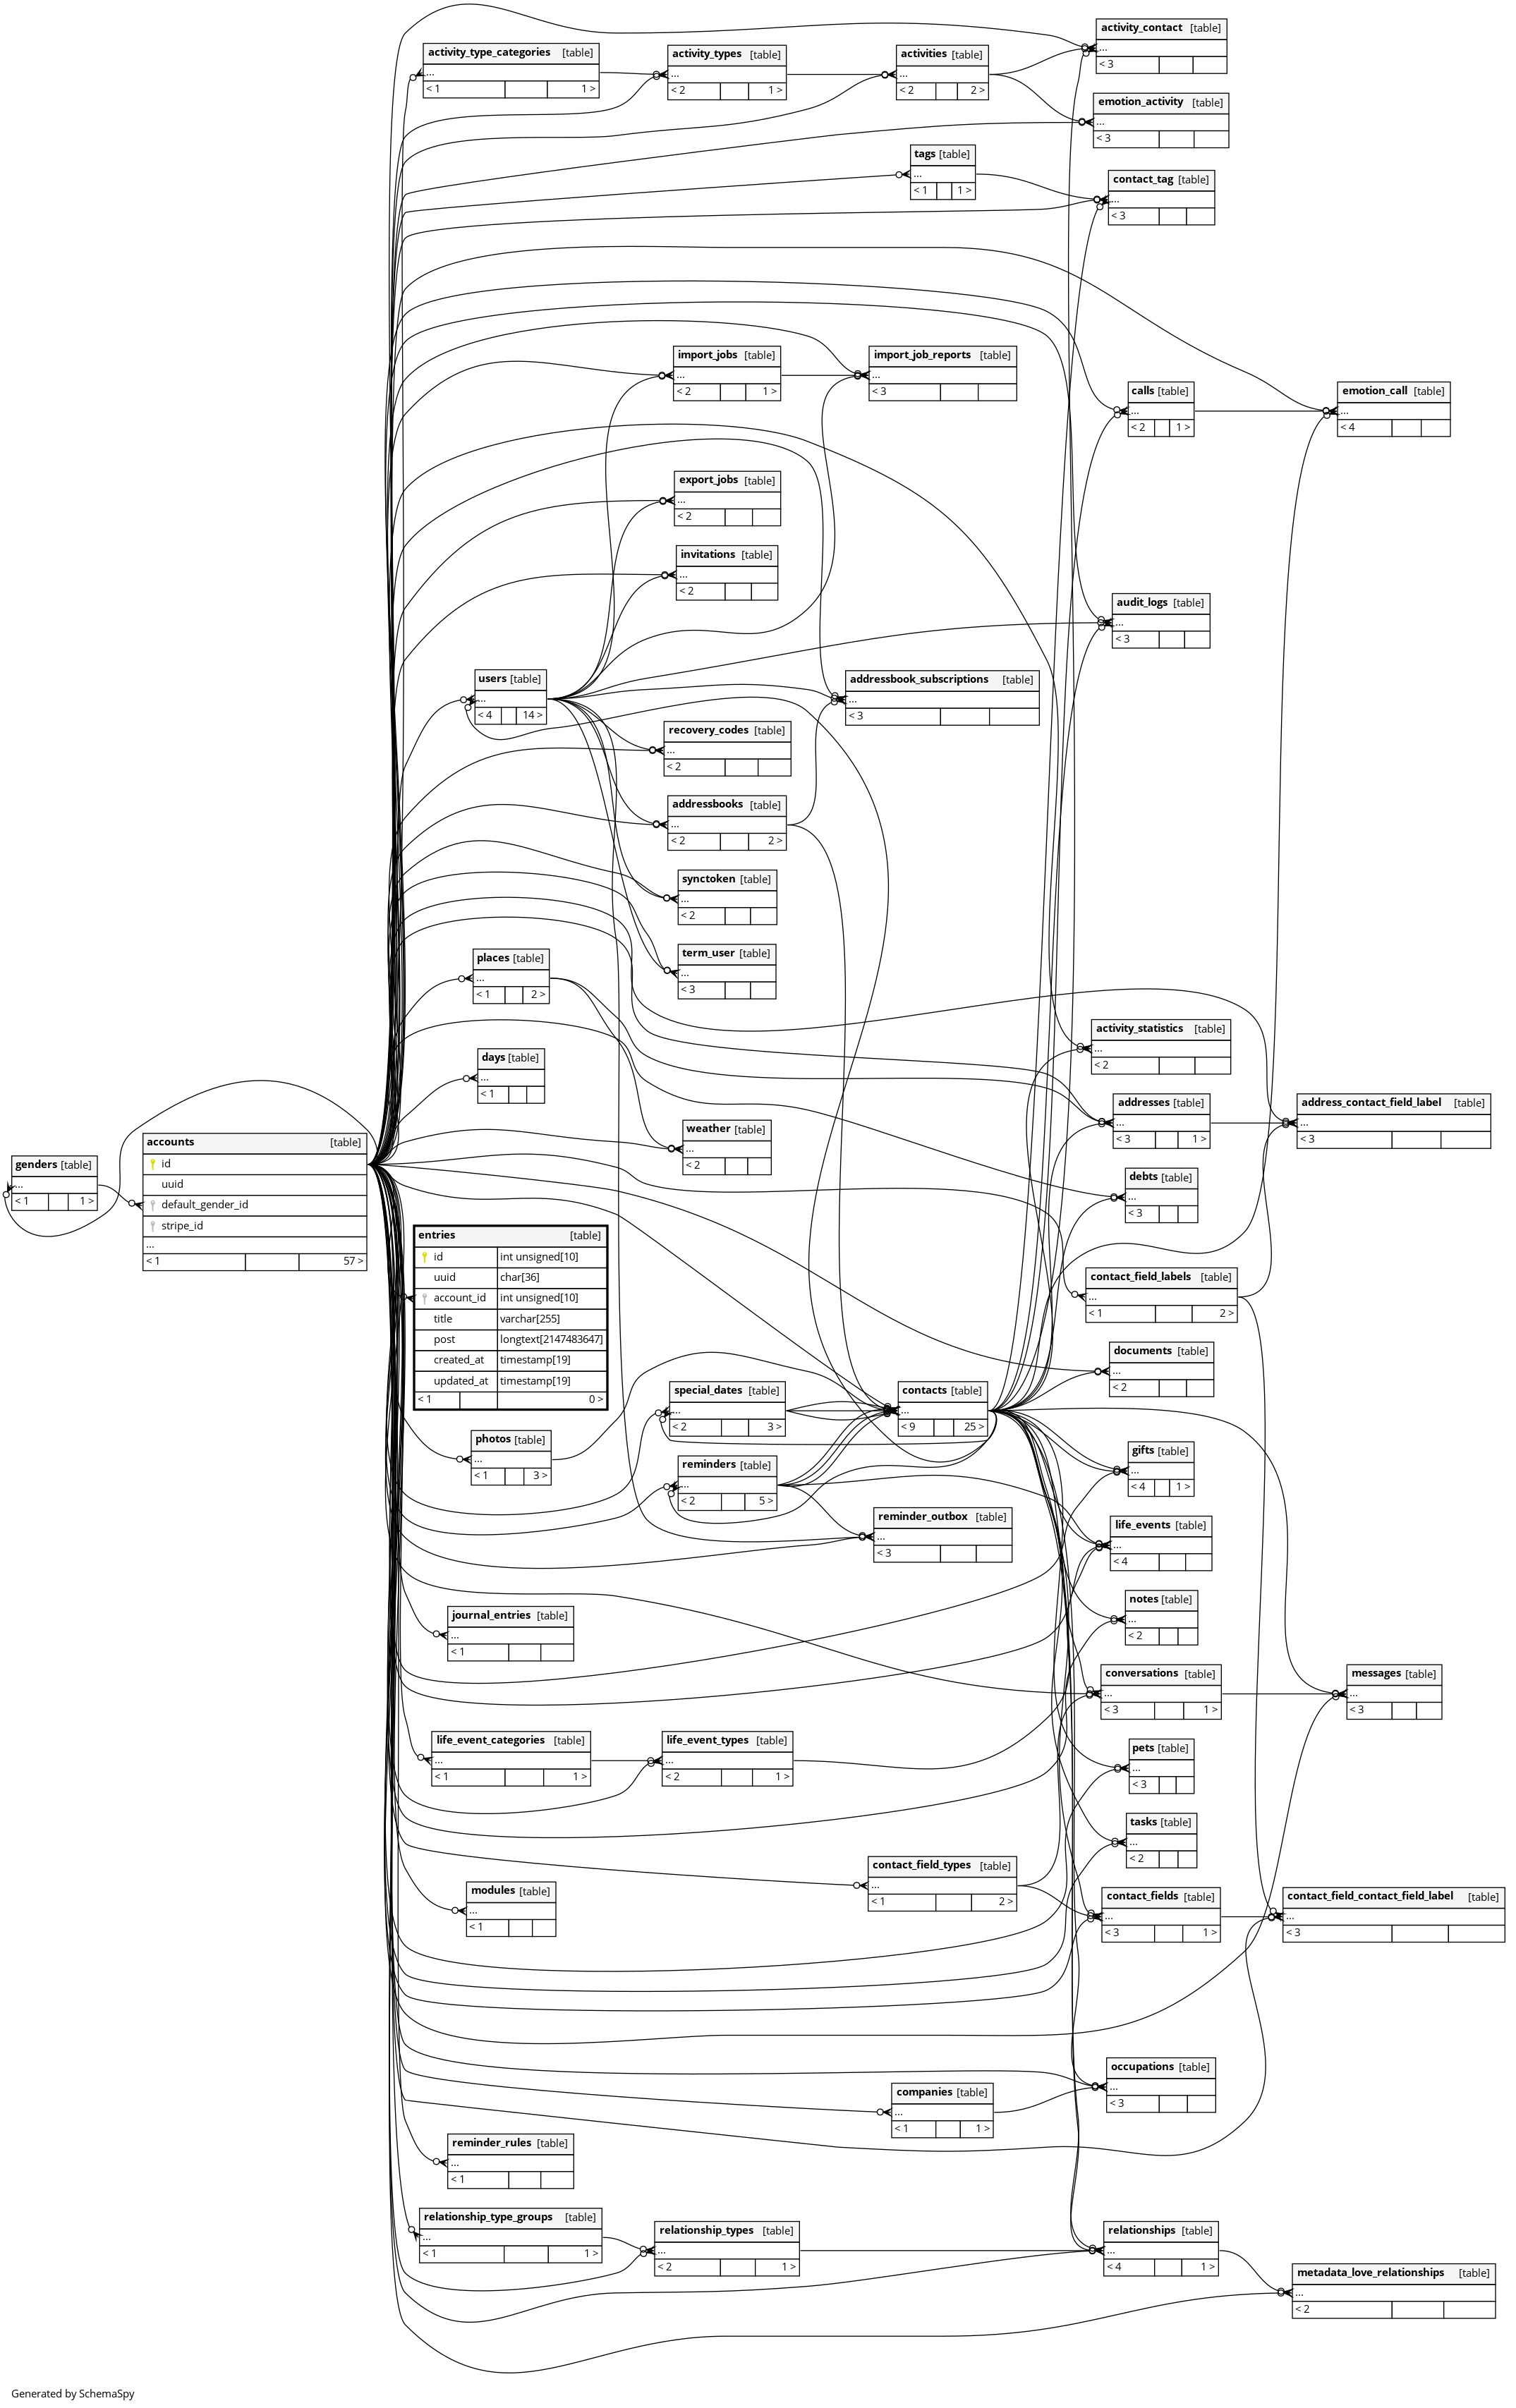 activity_contact [table]
...
< 3
activity_type_categories [table]
...
< 1 1 >
activity_types [table]
...
< 2 1 >
activities [table]
...
< 2 2 >
emotion_activity [table]
...
< 3
tags [table]
...
< 1 1 >
contact_tag [table]
...
< 3
import_jobs [table]
...
< 2 1 >
import_job_reports [table]
...
< 3
calls [table]
...
< 2 1 >
emotion_call [table]
...
< 4
export_jobs [table]
...
< 2
invitations [table]
...
< 2
audit_logs [table]
...
< 3
users [table]
...
< 4 14 >
addressbook_subscriptions [table]
...
< 3
recovery_codes [table]
...
< 2
addressbooks [table]
...
< 2 2 >
synctoken [table]
...
< 2
term_user [table]
...
< 3
places [table]
...
< 1 2 >
activity_statistics [table]
...
< 2
days [table]
...
< 1
addresses [table]
...
< 3 1 >
address_contact_field_label [table]
...
< 3
weather [table]
...
< 2
accounts [table]
id
uuid
default_gender_id
stripe_id
...
< 1 57 >
genders [table]
...
< 1 1 >
debts [table]
...
< 3
entries [table]
id int unsigned[10]
uuid char[36]
account_id int unsigned[10]
title varchar[255]
post longtext[2147483647]
created_at timestamp[19]
updated_at timestamp[19]
< 1 0 >
contact_field_labels [table]
...
< 1 2 >
documents [table]
...
< 2
special_dates [table]
...
< 2 3 >
contacts [table]
...
< 9 25 >
photos [table]
...
< 1 3 >
gifts [table]
...
< 4 1 >
reminders [table]
...
< 2 5 >
reminder_outbox [table]
...
< 3
life_events [table]
...
< 4
notes [table]
...
< 2
journal_entries [table]
...
< 1
conversations [table]
...
< 3 1 >
messages [table]
...
< 3
life_event_categories [table]
...
< 1 1 >
life_event_types [table]
...
< 2 1 >
pets [table]
...
< 3
tasks [table]
...
< 2
contact_field_types [table]
...
< 1 2 >
modules [table]
...
< 1
contact_fields [table]
...
< 3 1 >
contact_field_contact_field_label [table]
...
< 3
occupations [table]
...
< 3
companies [table]
...
< 1 1 >
reminder_rules [table]
...
< 1
relationship_type_groups [table]
...
< 1 1 >
relationship_types [table]
...
< 2 1 >
relationships [table]
...
< 4 1 >
metadata_love_relationships [table]
...
< 2
Generated by SchemaSpy